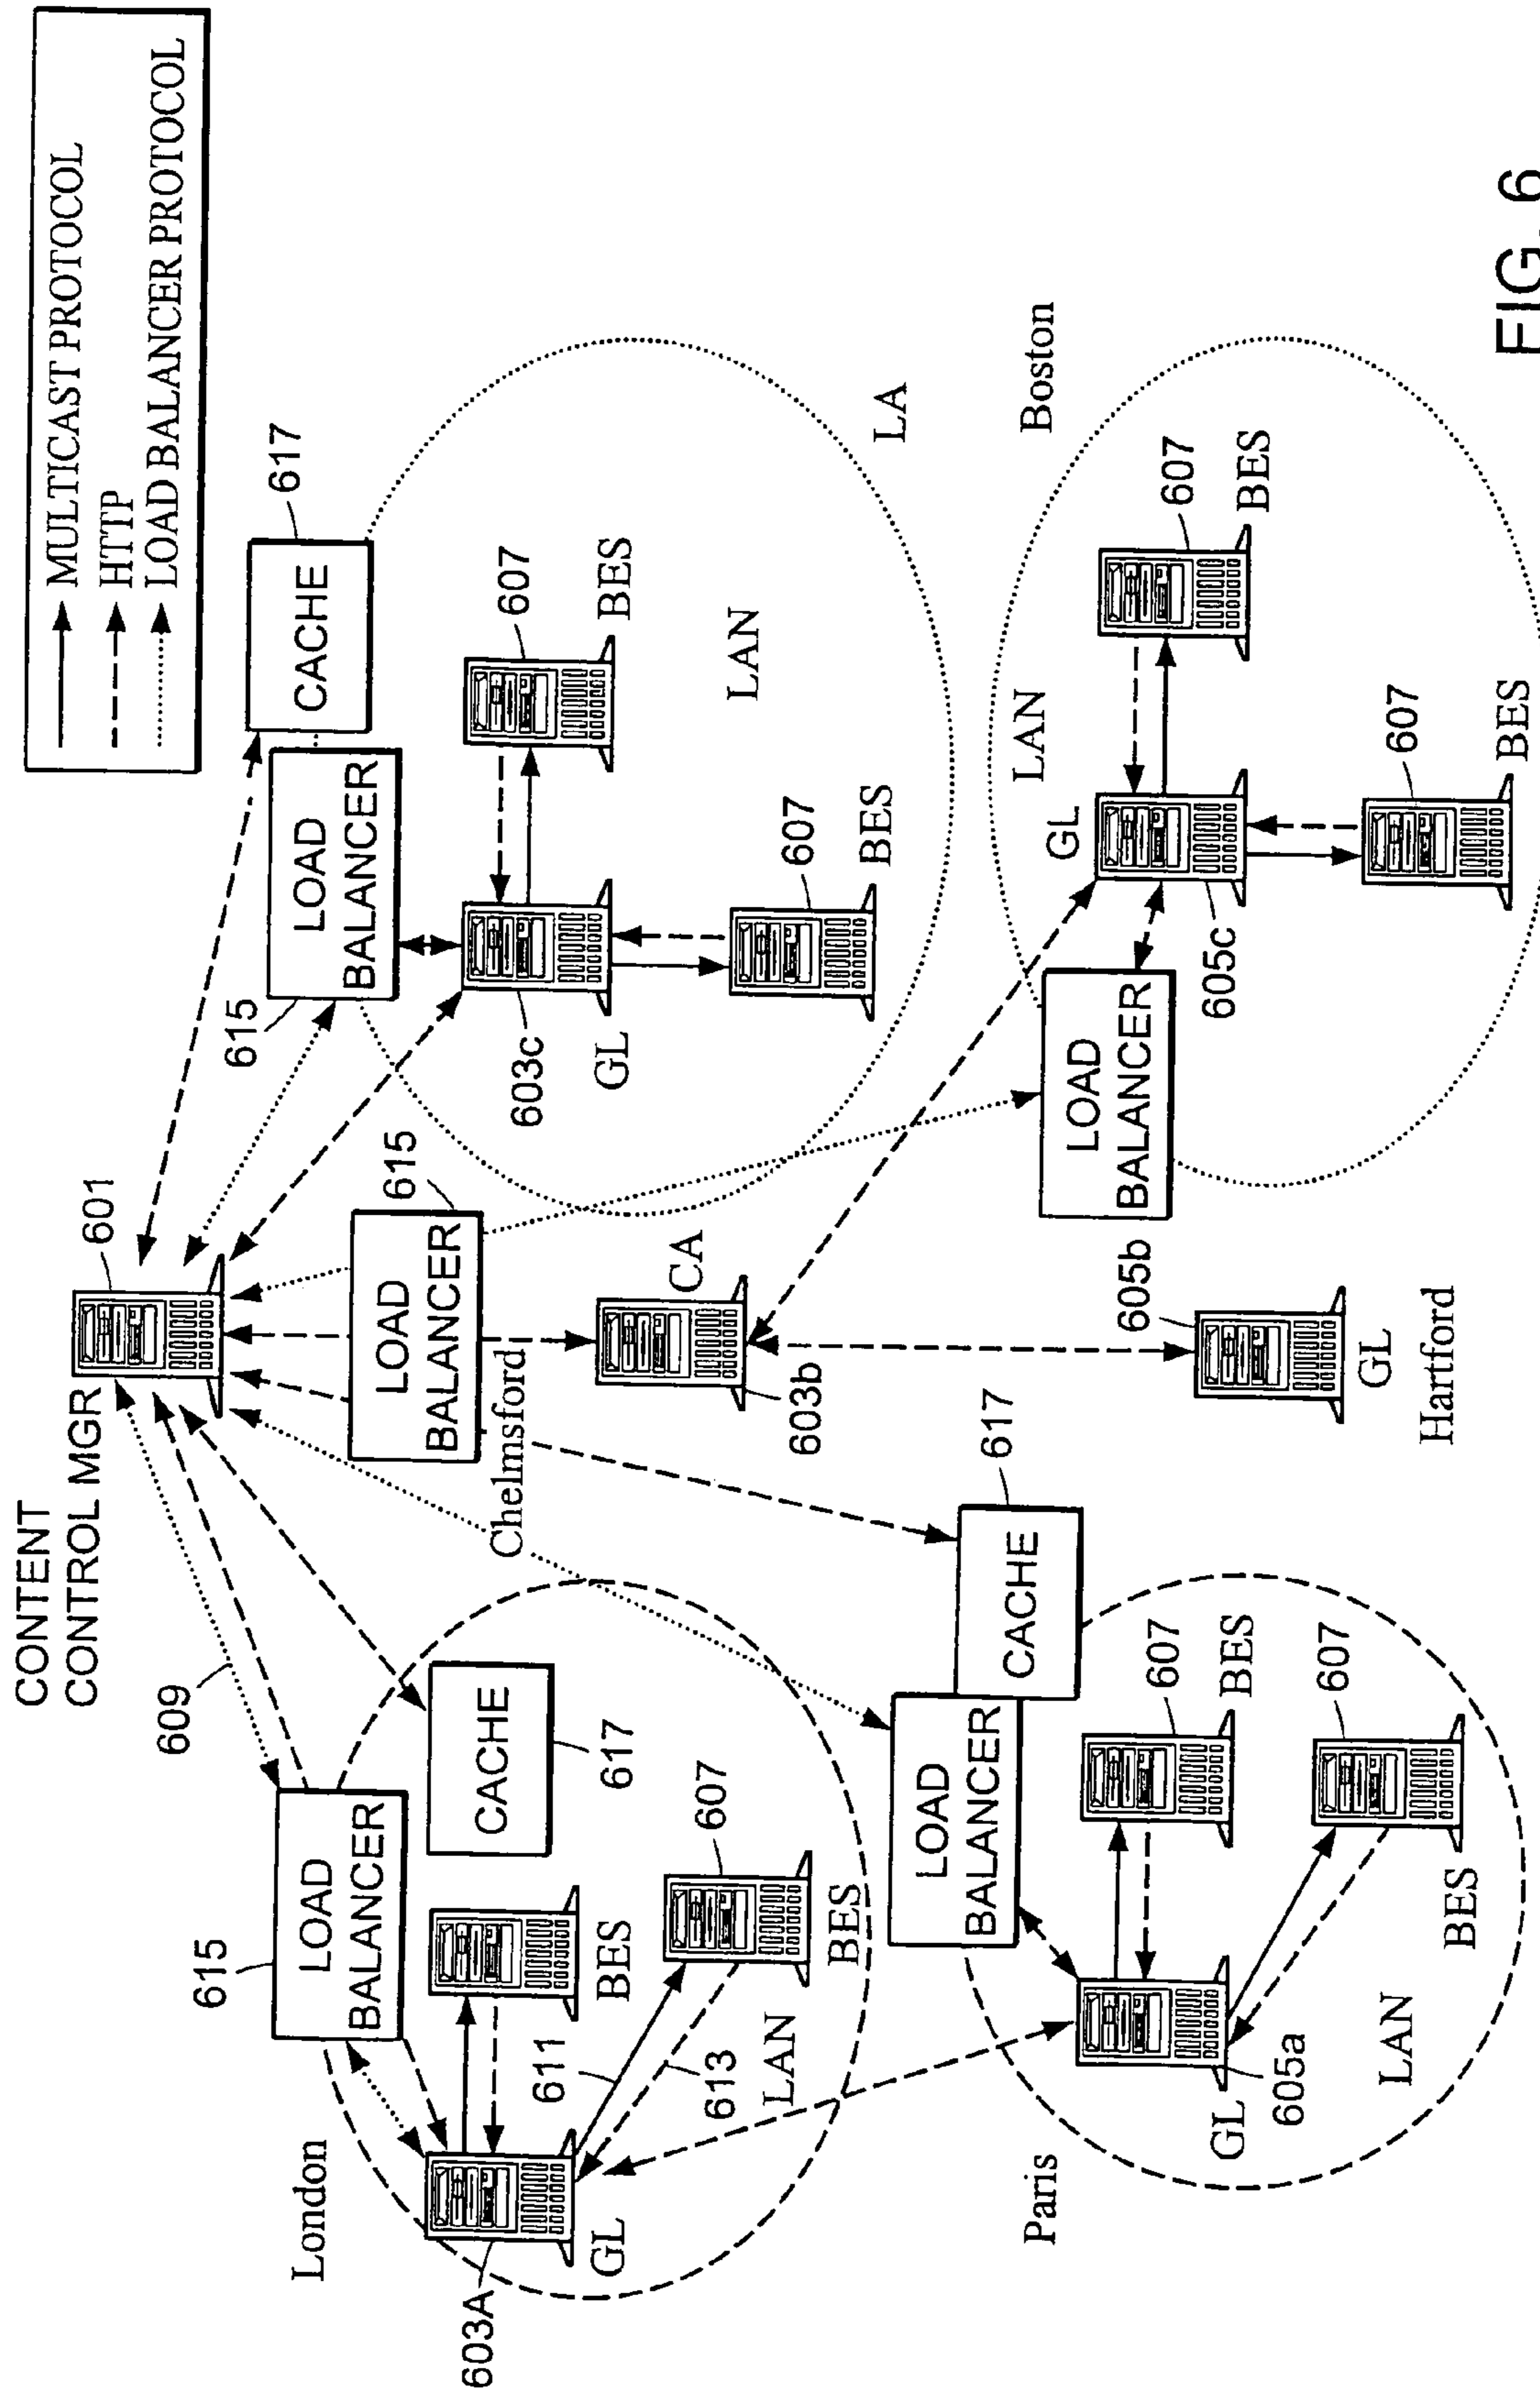 CONTENT
CONTROL MGR
601
MULTICAST PROTOCOL
HTTP
LOAD BALANCER PROTOCOL
609
London
615
LOAD
BALANCER
CACHE
617
603A
GL
BES
611
613
607
BES
LAN
LOAD
BALANCER
615
Chelmsford
CA
603b
615
LOAD
BALANCER
CACHE
617
603c
GL
607
BES
607
BES
LAN
LA
Paris
LOAD
BALANCER
CACHE
617
GL
605a
607
BES
607
BES
LAN
605b
GL
Hartford
Boston
LOAD
BALANCER
LAN
GL
605c
607
BES
607
BES
FIG. 6